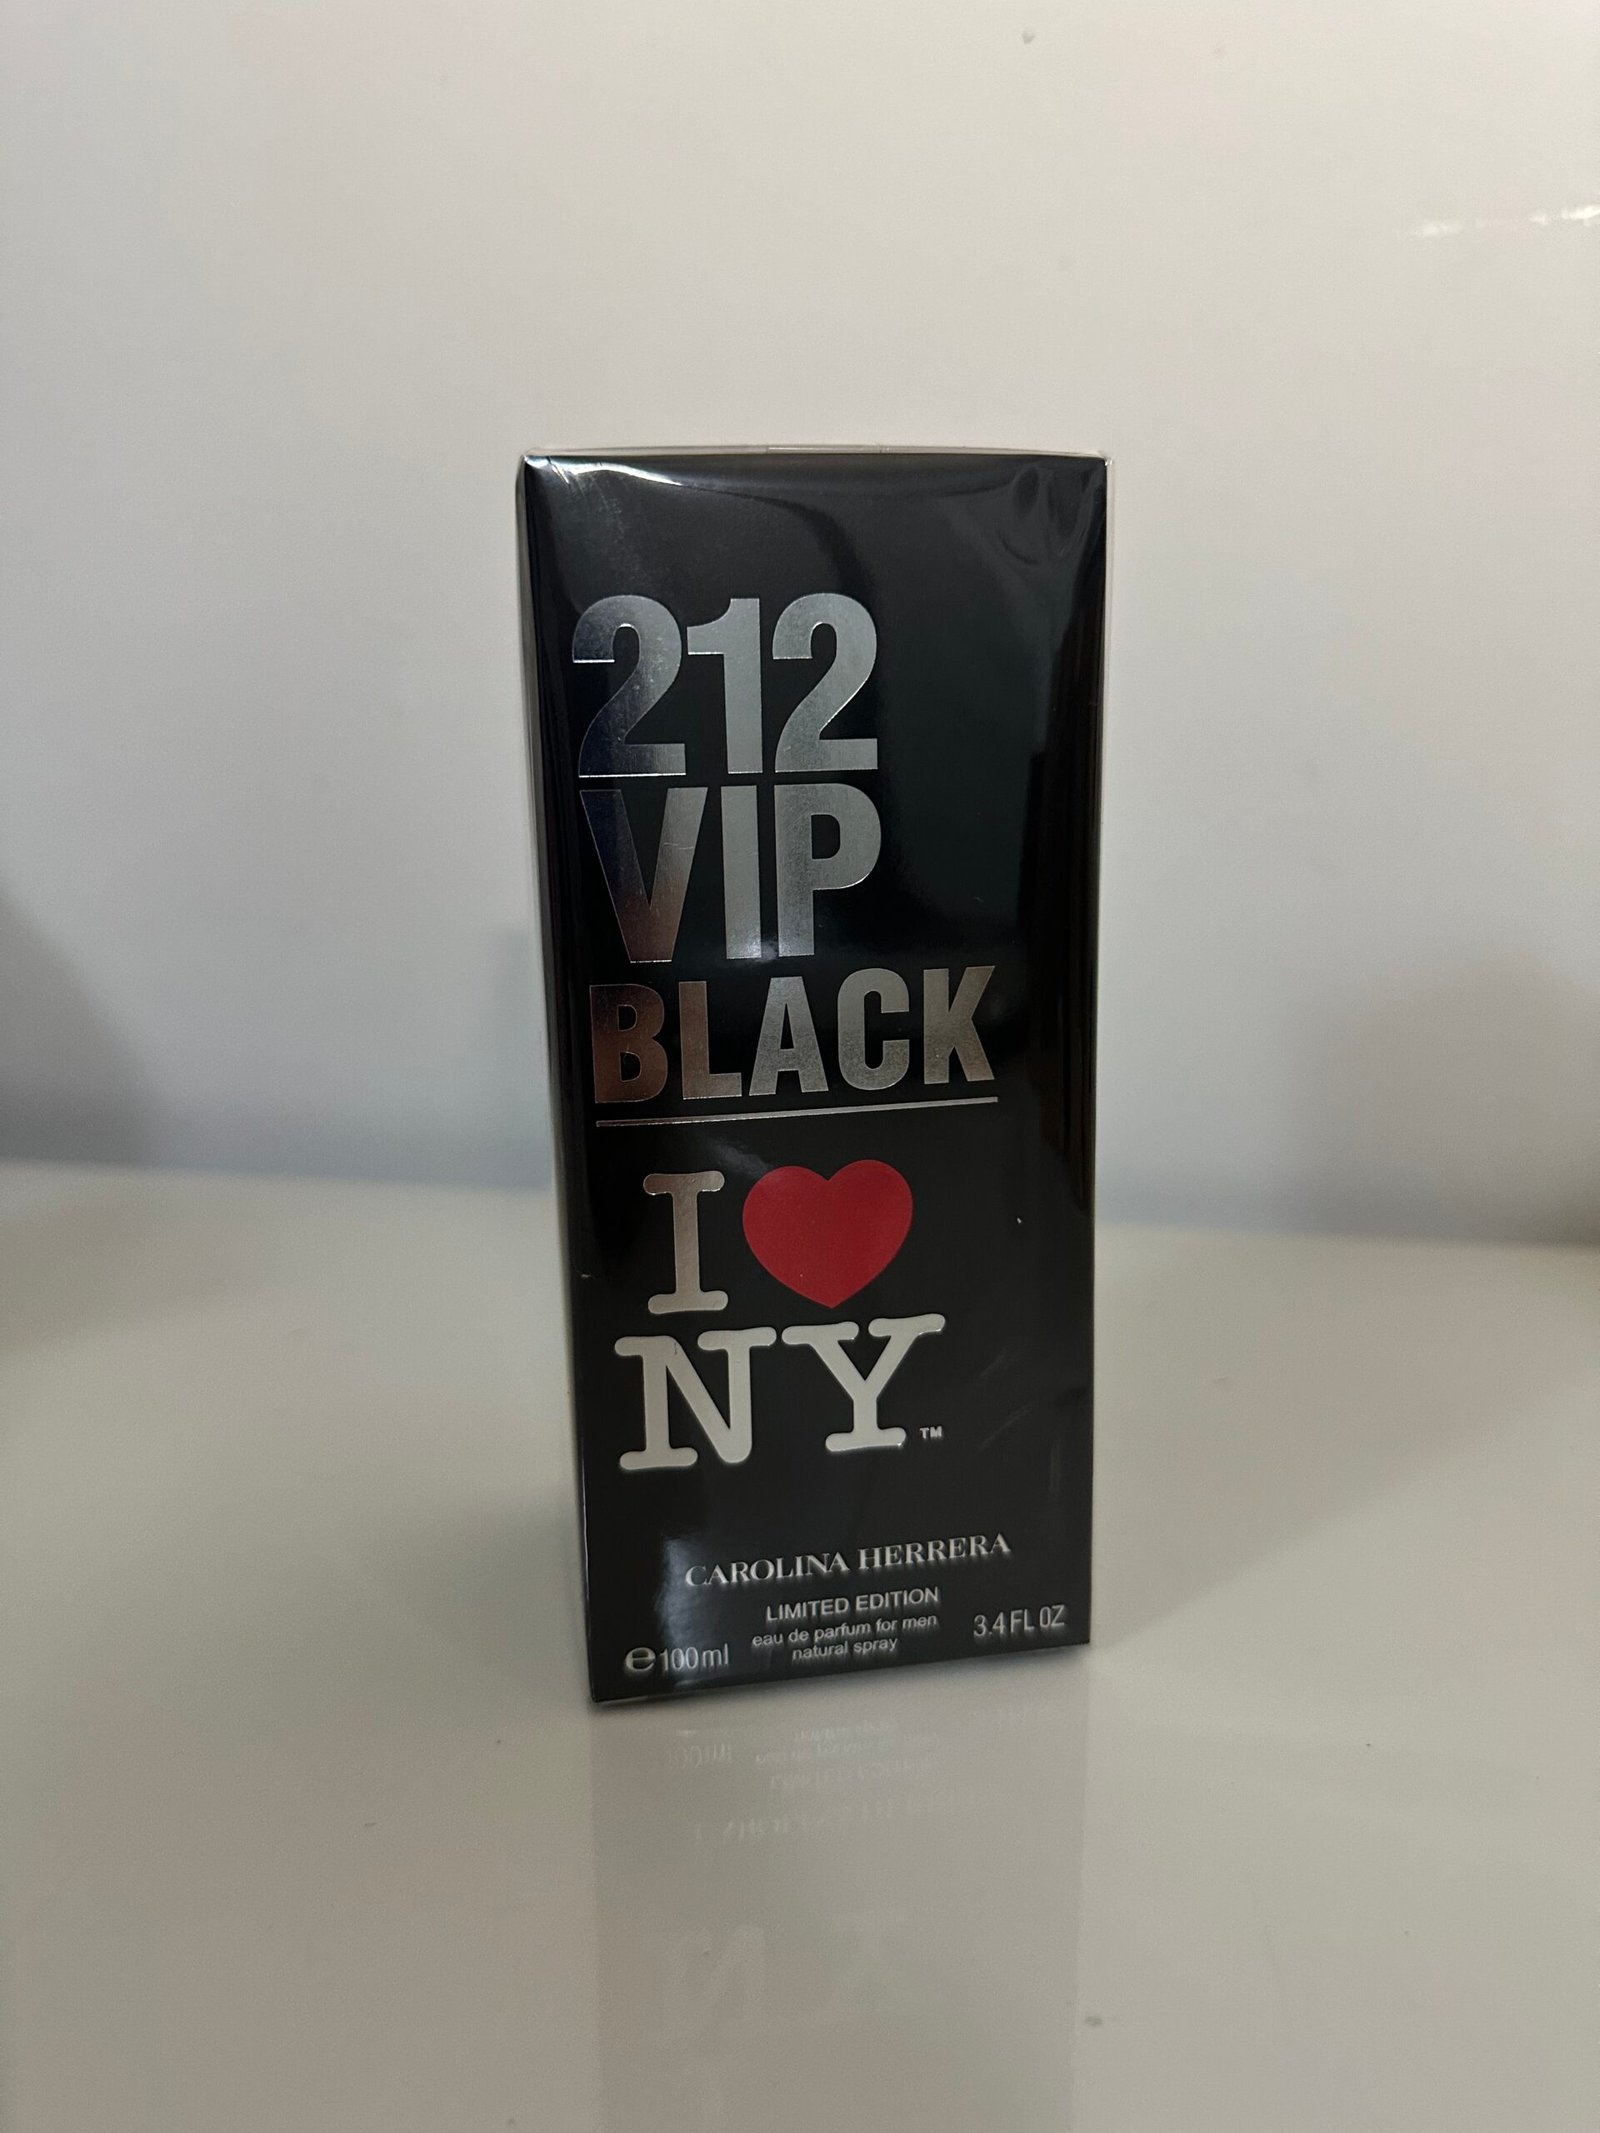 212
VIP
BLACK
I ❤
NY™
CAROLINA HERRERA
LIMITED EDITION
eau de parfum for men
natural spray
℮100ml
3.4 FL OZ